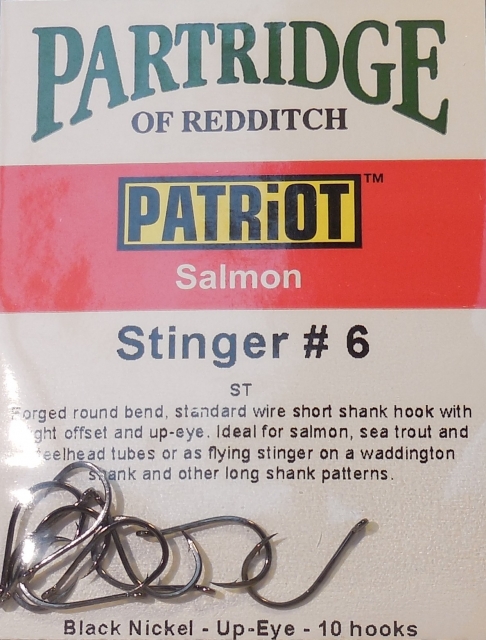 PARTRIDGE
OF REDDITCH
PATRiOT™
Salmon
Stinger # 6
ST
Forged round bend, standard wire short shank hook with
offset and up-eye. Ideal for salmon, sea trout and
steelhead tubes or as flying stinger on a waddington
shank and other long shank patterns.
Black Nickel - Up-Eye - 10 hooks